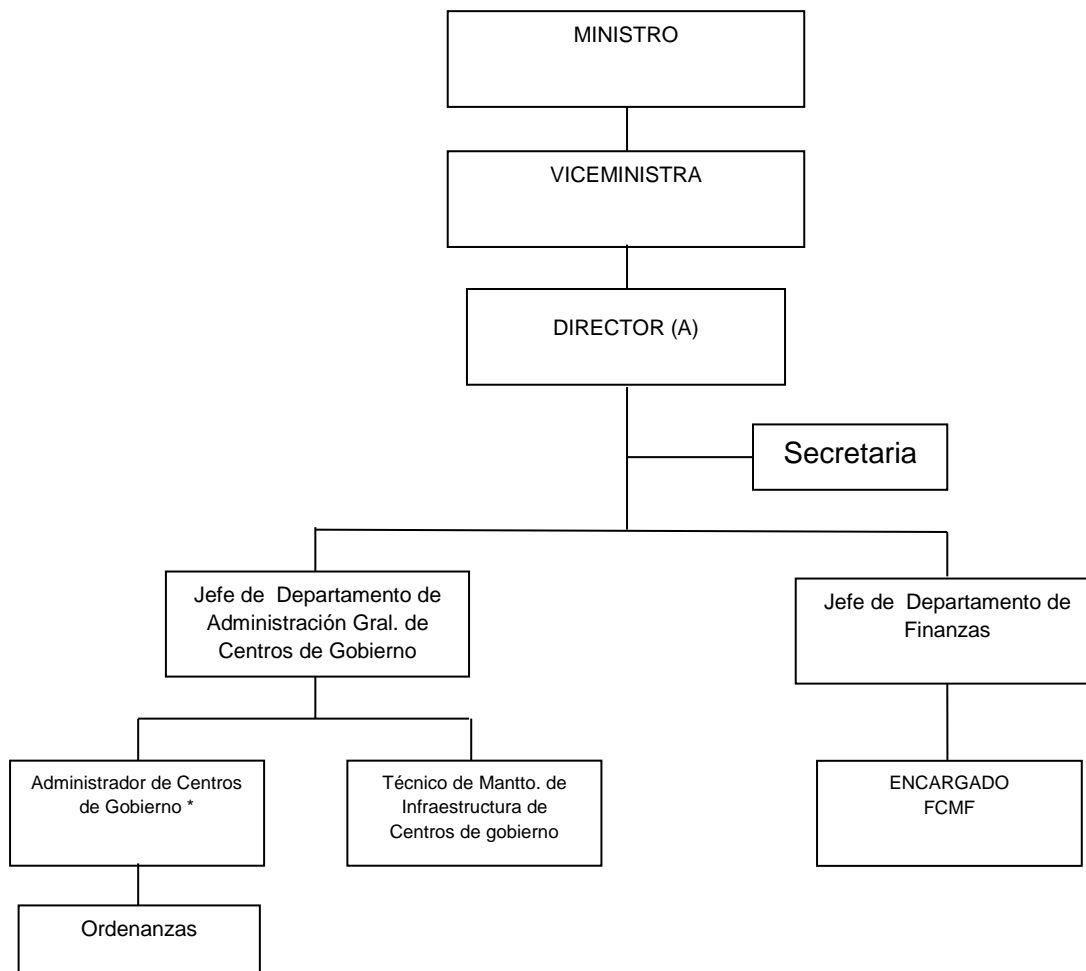 MINISTRO
VICEMINISTRA
DIRECTOR (A)
Secretaria
Jefe de Departamento de
Administración Gral. de
Centros de Gobierno
Jefe de Departamento de
Finanzas
Administrador de Centros
de Gobierno *
Técnico de Mantto. de
Infraestructura de
Centros de gobierno
ENCARGADO
FCMF
Ordenanzas